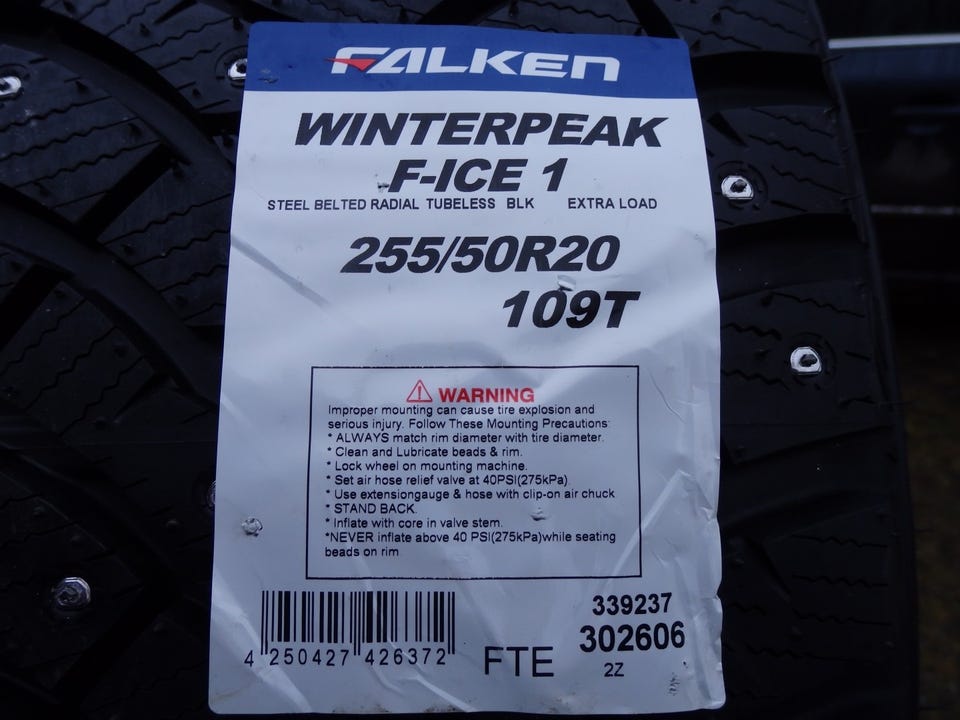 FALKEN
WINTERPEAK
F-ICE 1
STEEL BELTED RADIAL TUBELESS BLK EXTRA LOAD
255/50R20
109T
WARNING
Improper mounting can cause tire explosion and
serious injury. Follow These Mounting Precautions:
* ALWAYS match rim diameter with tire diameter.
* Clean and Lubricate beads & rim.
* Lock wheel on mounting machine.
* Set air hose relief valve at 40PSI(275kPa)
* Use extensiongauge & hose with clip-on air chuck
* STAND BACK.
* Inflate with core in valve stem.
*NEVER inflate above 40 PSI(275kPa)while seating
beads on rim
4 250427 426372
FTE
339237
302606
2Z